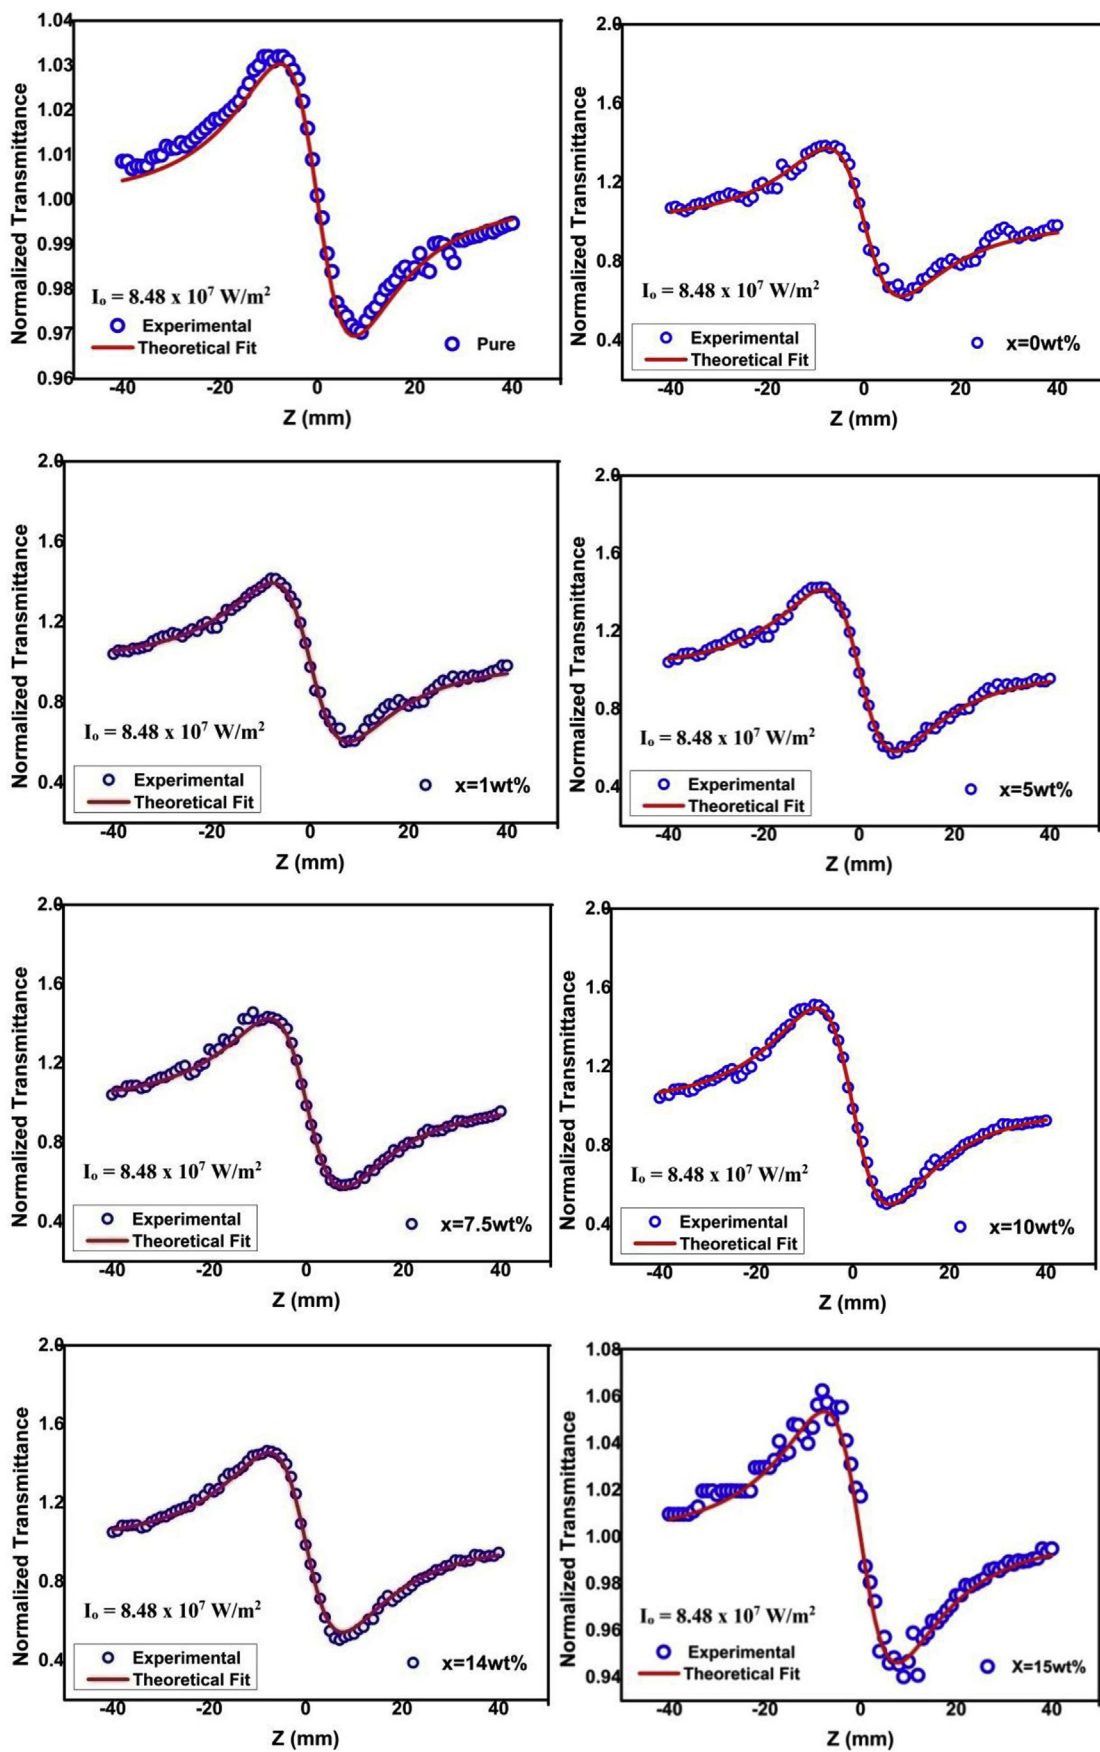 1.04
1.03
1.02
1.01
1.00
0.99
0.98
0.97
0.96
Normalized Transmittance
Iₒ = 8.48 x 10⁷ W/m²
Experimental
Theoretical Fit
Pure
-40 -20 0 20 40
Z (mm)
2.0
1.6
1.2
0.8
0.4
Normalized Transmittance
Iₒ = 8.48 x 10⁷ W/m²
Experimental
Theoretical Fit
x=0wt%
-40 -20 0 20 40
Z (mm)
2.0
1.6
1.2
0.8
0.4
Normalized Transmittance
Iₒ = 8.48 x 10⁷ W/m²
Experimental
Theoretical Fit
x=1wt%
-40 -20 0 20 40
Z (mm)
2.0
1.6
1.2
0.8
0.4
Normalized Transmittance
Iₒ = 8.48 x 10⁷ W/m²
Experimental
Theoretical Fit
x=5wt%
-40 -20 0 20 40
Z (mm)
2.0
1.6
1.2
0.8
0.4
Normalized Transmittance
Iₒ = 8.48 x 10⁷ W/m²
Experimental
Theoretical Fit
x=7.5wt%
-40 -20 0 20 40
Z (mm)
2.0
1.6
1.2
0.8
0.4
Normalized Transmittance
Iₒ = 8.48 x 10⁷ W/m²
Experimental
Theoretical Fit
x=10wt%
-40 -20 0 20 40
Z (mm)
2.0
1.6
1.2
0.8
0.4
Normalized Transmittance
Iₒ = 8.48 x 10⁷ W/m²
Experimental
Theoretical Fit
x=14wt%
-40 -20 0 20 40
Z (mm)
1.08
1.06
1.04
1.02
1.00
0.98
0.96
0.94
Normalized Transmittance
Iₒ = 8.48 x 10⁷ W/m²
Experimental
Theoretical Fit
X=15wt%
-40 -20 0 20 40
Z (mm)